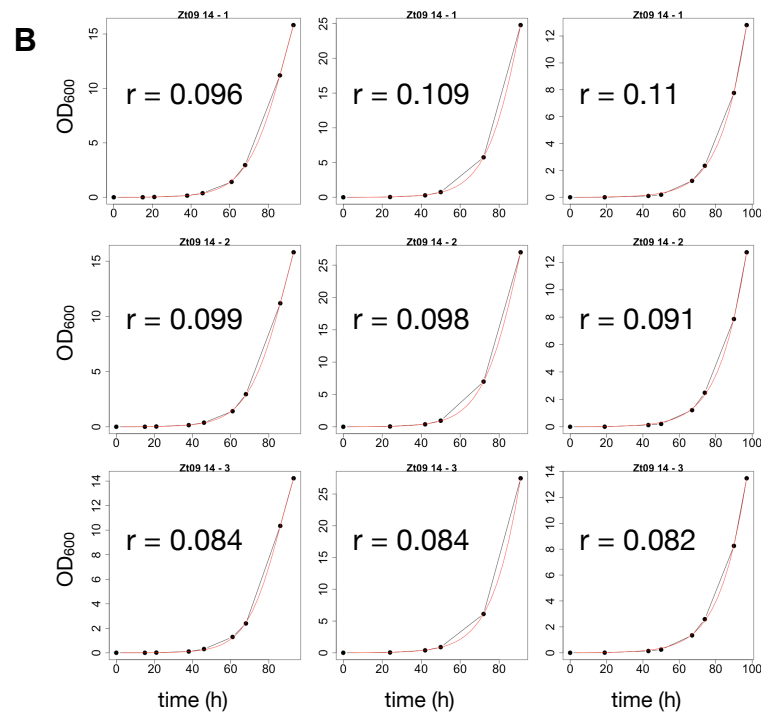 B
Zt09 14 - 1
Zt09 14 - 1
Zt09 14 - 1
OD600
15
10
5
0
r = 0.096
0 20 40 60 80
25
20
15
10
5
0
r = 0.109
0 20 40 60 80
12
10
8
6
4
2
0
r = 0.11
0 20 40 60 80 100
Zt09 14 - 2
Zt09 14 - 2
Zt09 14 - 2
OD600
15
10
5
0
r = 0.099
0 20 40 60 80
25
20
15
10
5
0
r = 0.098
0 20 40 60 80
12
10
8
6
4
2
0
r = 0.091
0 20 40 60 80 100
Zt09 14 - 3
Zt09 14 - 3
Zt09 14 - 3
OD600
14
12
10
8
6
4
2
0
r = 0.084
0 20 40 60 80
25
20
15
10
5
0
r = 0.084
0 20 40 60 80
14
12
10
8
6
4
2
0
r = 0.082
0 20 40 60 80 100
time (h)
time (h)
time (h)